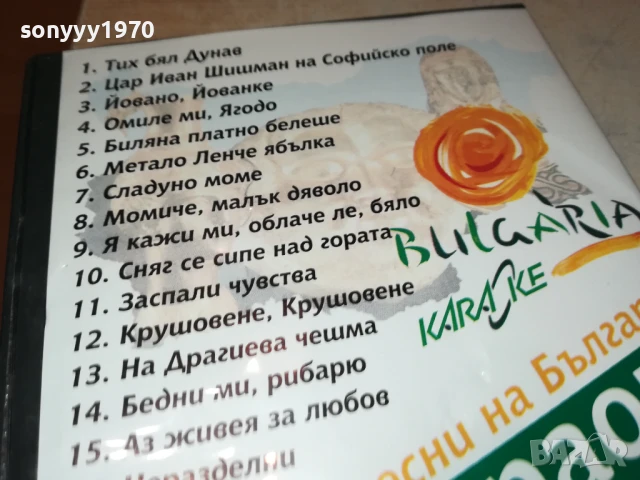 sonyyy1970
1. Тих бял Дунав
2. Цар Иван Шишман на Софийско поле
3. Йовано, Йованке
4. Омиле ми, Ягодо
5. Биляна платно белеше
6. Метало Ленче ябълка
7. Сладуно моме
8. Момиче, малък дяволо
9. Я кажи ми, облаче ле, бяло
10. Сняг се сипе над гората
11. Заспали чувства
12. Крушовене, Крушовене
13. На Драгиева чешма
14. Бедни ми, рибарю
15. Аз живея за любов
Неразделни
BULGARIA
KARAOKE
на Бълга
BAZAR